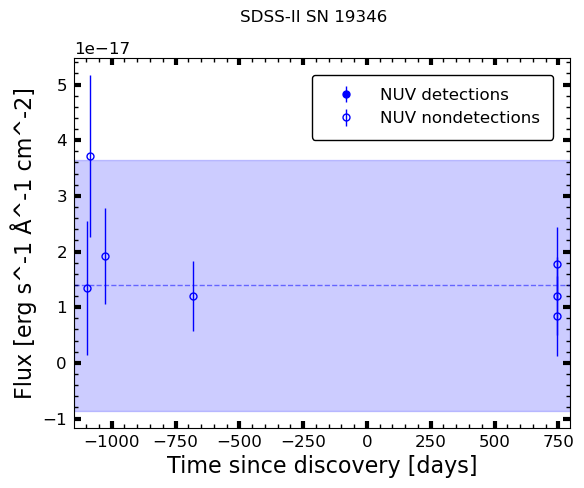 SDSS-II SN 19346
1e−17
NUV detections
NUV nondetections
5
4
3
2
1
0
−1
Flux [erg s^-1 Å^-1 cm^-2]
−1000 −750 −500 −250 0 250 500 750
Time since discovery [days]